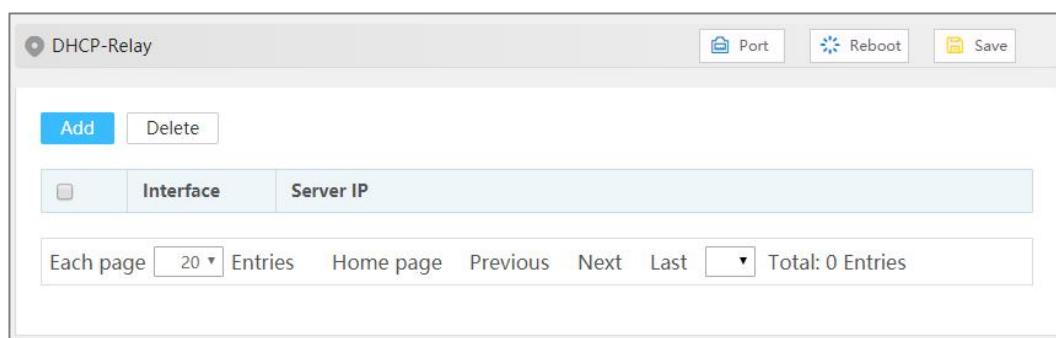 DHCP-Relay Port Reboot Save
Add Delete
Interface Server IP
Each page 20 Entries Home page Previous Next Last Total: 0 Entries